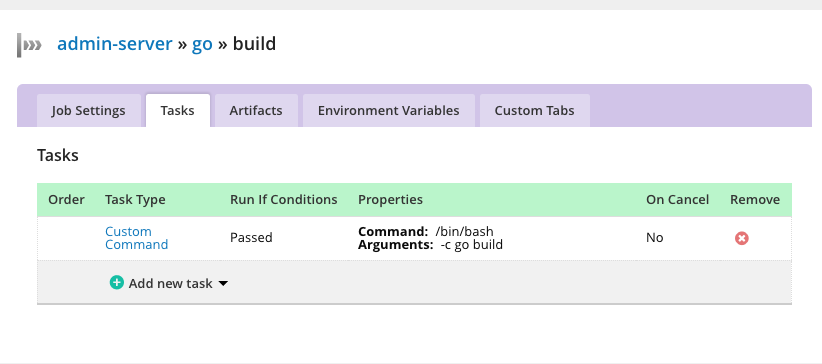 admin-server » go » build
Job Settings Tasks Artifacts Environment Variables Custom Tabs
Tasks
Order Task Type Run If Conditions Properties On Cancel Remove
Custom Command Passed Command: /bin/bash No
Arguments: -c go build
Add new task